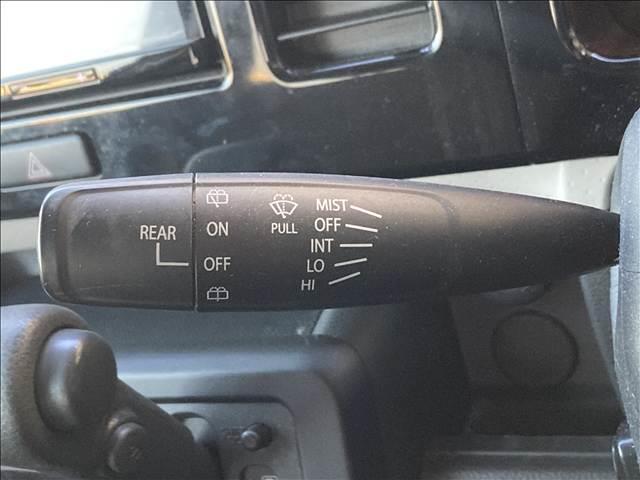 REAR
ON
OFF
PULL
MIST
OFF
INT
LO
HI